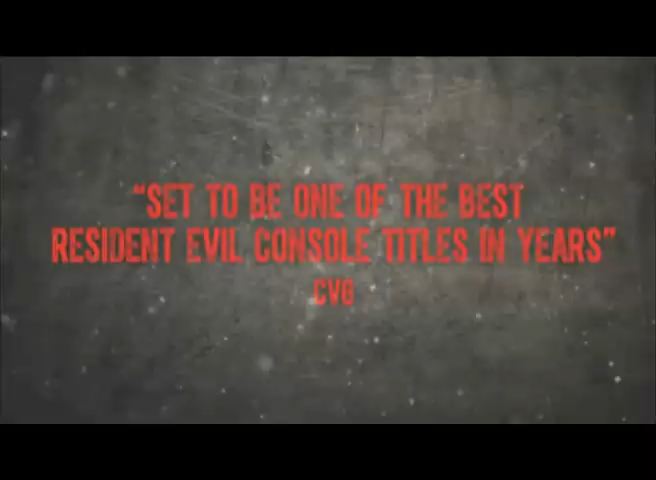 “SET TO BE ONE OF THE BEST
RESIDENT EVIL CONSOLE TITLES IN YEARS”
CVG